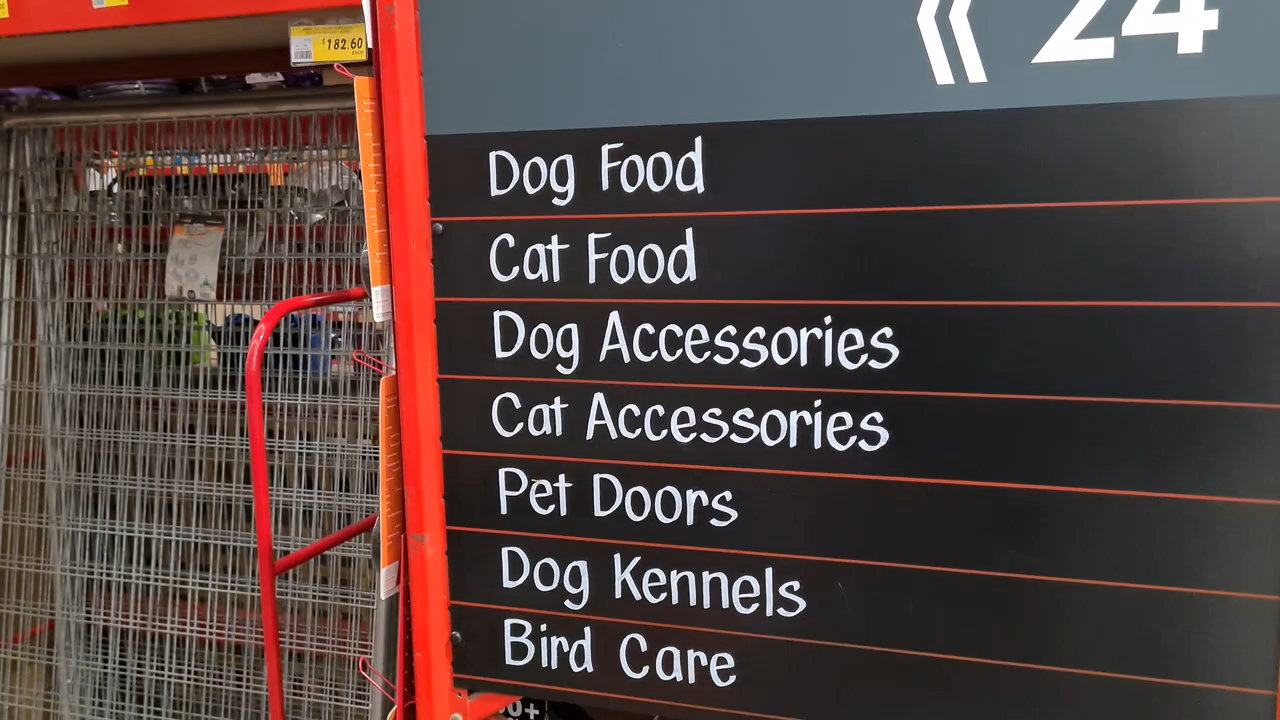 $182.60
24
Dog Food
Cat Food
Dog Accessories
Cat Accessories
Pet Doors
Dog Kennels
Bird Care